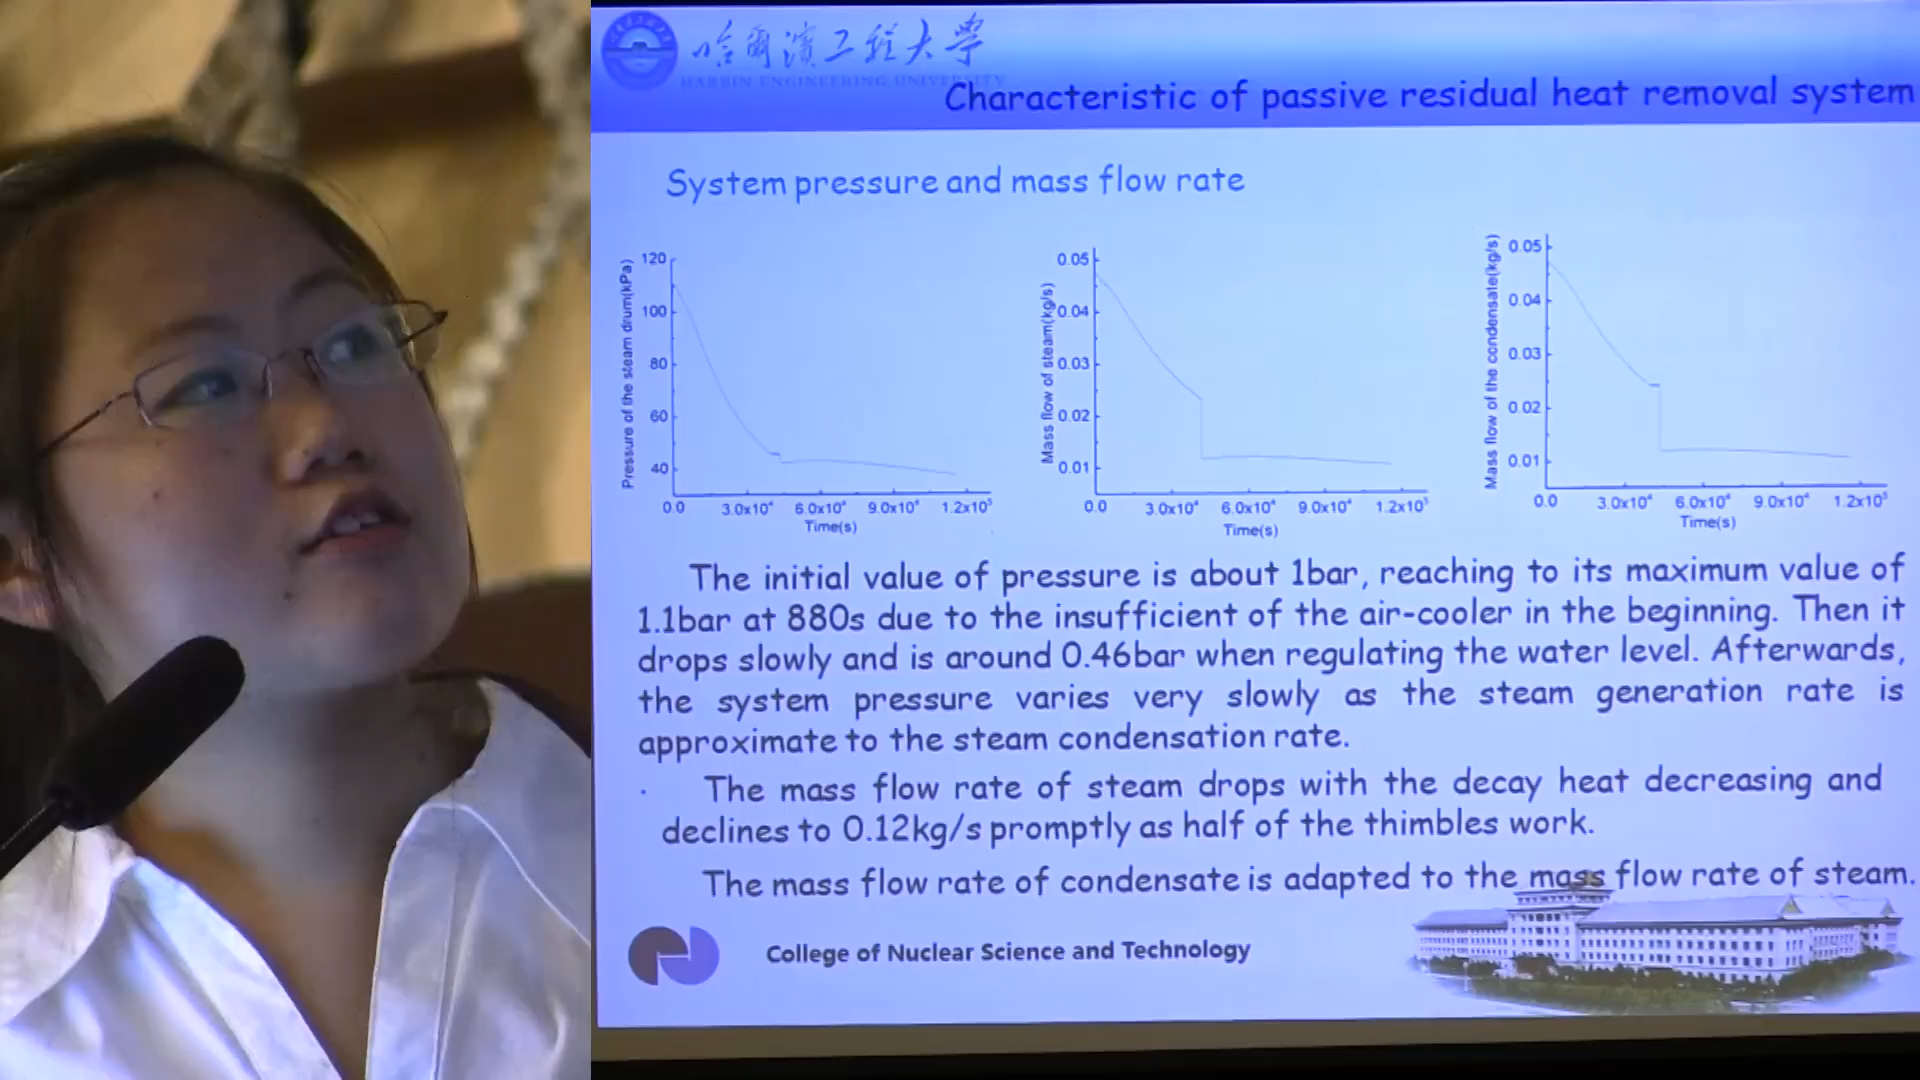 哈爾濱工程大學
HARBIN ENGINEERING UNIVERSITY
Characteristic of passive residual heat removal system
System pressure and mass flow rate
Pressure of the steam drum(kPa)
120
100
80
60
40
0.0 3.0x10⁴ 6.0x10⁴ 9.0x10⁴ 1.2x10⁵
Time(s)
Mass flow of steam(kg/s)
0.05
0.04
0.03
0.02
0.01
0.0 3.0x10⁴ 6.0x10⁴ 9.0x10⁴ 1.2x10⁵
Time(s)
Mass flow of the condensate(kg/s)
0.05
0.04
0.03
0.02
0.01
0.0 3.0x10⁴ 6.0x10⁴ 9.0x10⁴ 1.2x10⁵
Time(s)
The initial value of pressure is about 1bar, reaching to its maximum value of
1.1bar at 880s due to the insufficient of the air-cooler in the beginning. Then it
drops slowly and is around 0.46bar when regulating the water level. Afterwards,
the system pressure varies very slowly as the steam generation rate is
approximate to the steam condensation rate.
The mass flow rate of steam drops with the decay heat decreasing and
declines to 0.12kg/s promptly as half of the thimbles work.
The mass flow rate of condensate is adapted to the mass flow rate of steam.
College of Nuclear Science and Technology